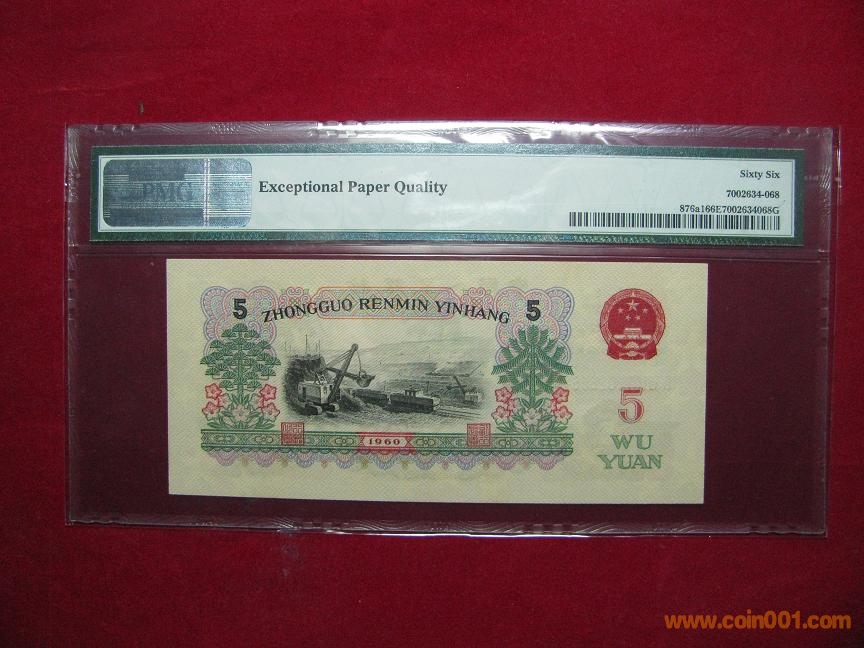 PMG
Exceptional Paper Quality
Sixty Six
7002634-068
876a166E7002634068G
5 ZHONGGUO RENMIN YINHANG 5
1960
5
WU
YUAN
www.coin001.com